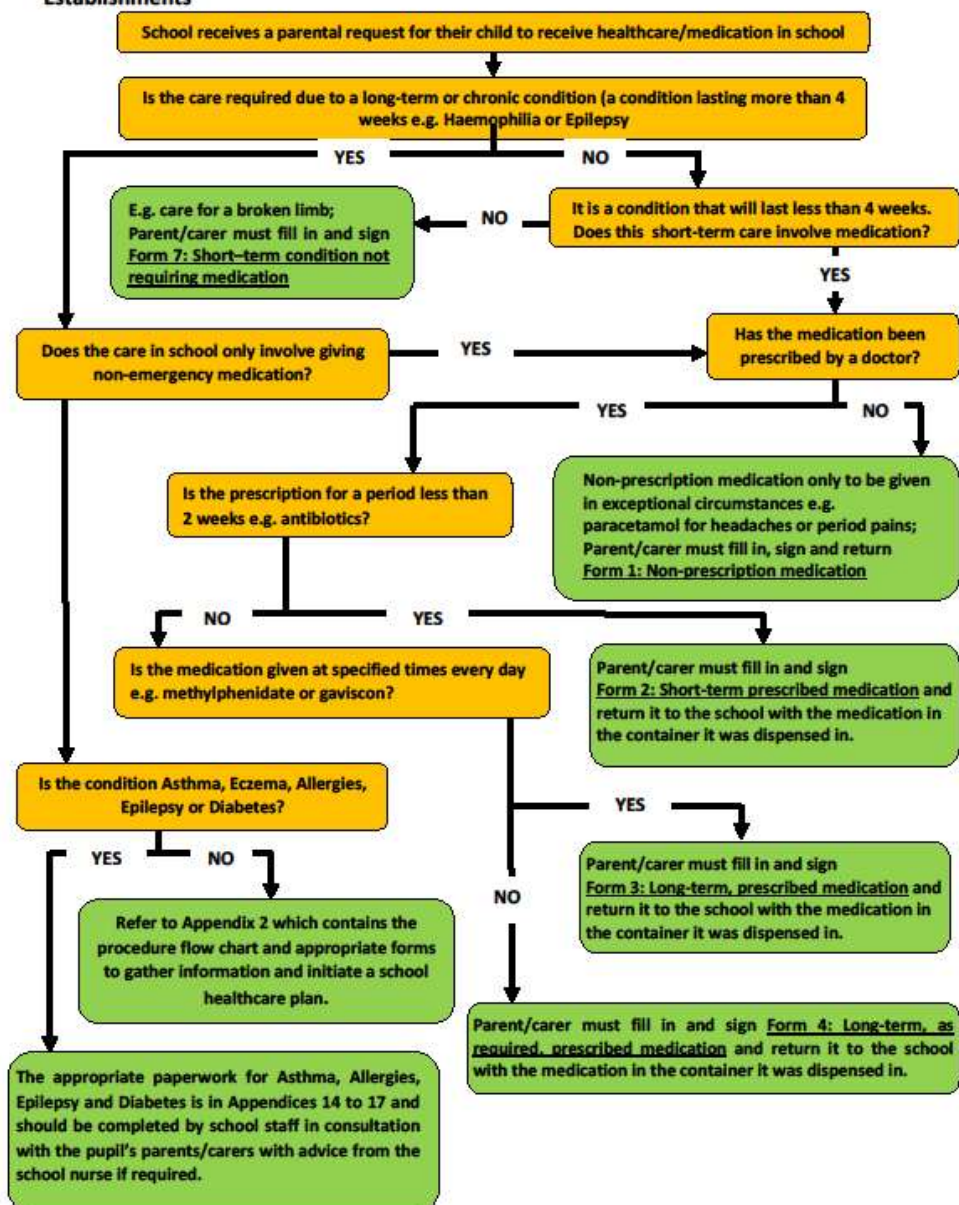 Establishments
School receives a parental request for their child to receive healthcare/medication in school
Is the care required due to a long-term or chronic condition (a condition lasting more than 4
weeks e.g. Haemophilia or Epilepsy
YES
NO
E.g. care for a broken limb;
Parent/carer must fill in and sign
Form 7: Short–term condition not
requiring medication
NO
It is a condition that will last less than 4 weeks.
Does this short-term care involve medication?
YES
Does the care in school only involve giving
non-emergency medication?
YES
Has the medication been
prescribed by a doctor?
YES
NO
Is the prescription for a period less than
2 weeks e.g. antibiotics?
Non-prescription medication only to be given
in exceptional circumstances e.g.
paracetamol for headaches or period pains;
Parent/carer must fill in, sign and return
Form 1: Non-prescription medication
NO
YES
Is the medication given at specified times every day
e.g. methylphenidate or gaviscon?
Parent/carer must fill in and sign
Form 2: Short-term prescribed medication and
return it to the school with the medication in
the container it was dispensed in.
Is the condition Asthma, Eczema, Allergies,
Epilepsy or Diabetes?
YES
YES
NO
NO
Parent/carer must fill in and sign
Form 3: Long-term, prescribed medication and
return it to the school with the medication in
the container it was dispensed in.
Refer to Appendix 2 which contains the
procedure flow chart and appropriate forms
to gather information and initiate a school
healthcare plan.
Parent/carer must fill in and sign Form 4: Long-term, as
required, prescribed medication and return it to the school
with the medication in the container it was dispensed in.
The appropriate paperwork for Asthma, Allergies,
Epilepsy and Diabetes is in Appendices 14 to 17 and
should be completed by school staff in consultation
with the pupil's parents/carers with advice from the
school nurse if required.